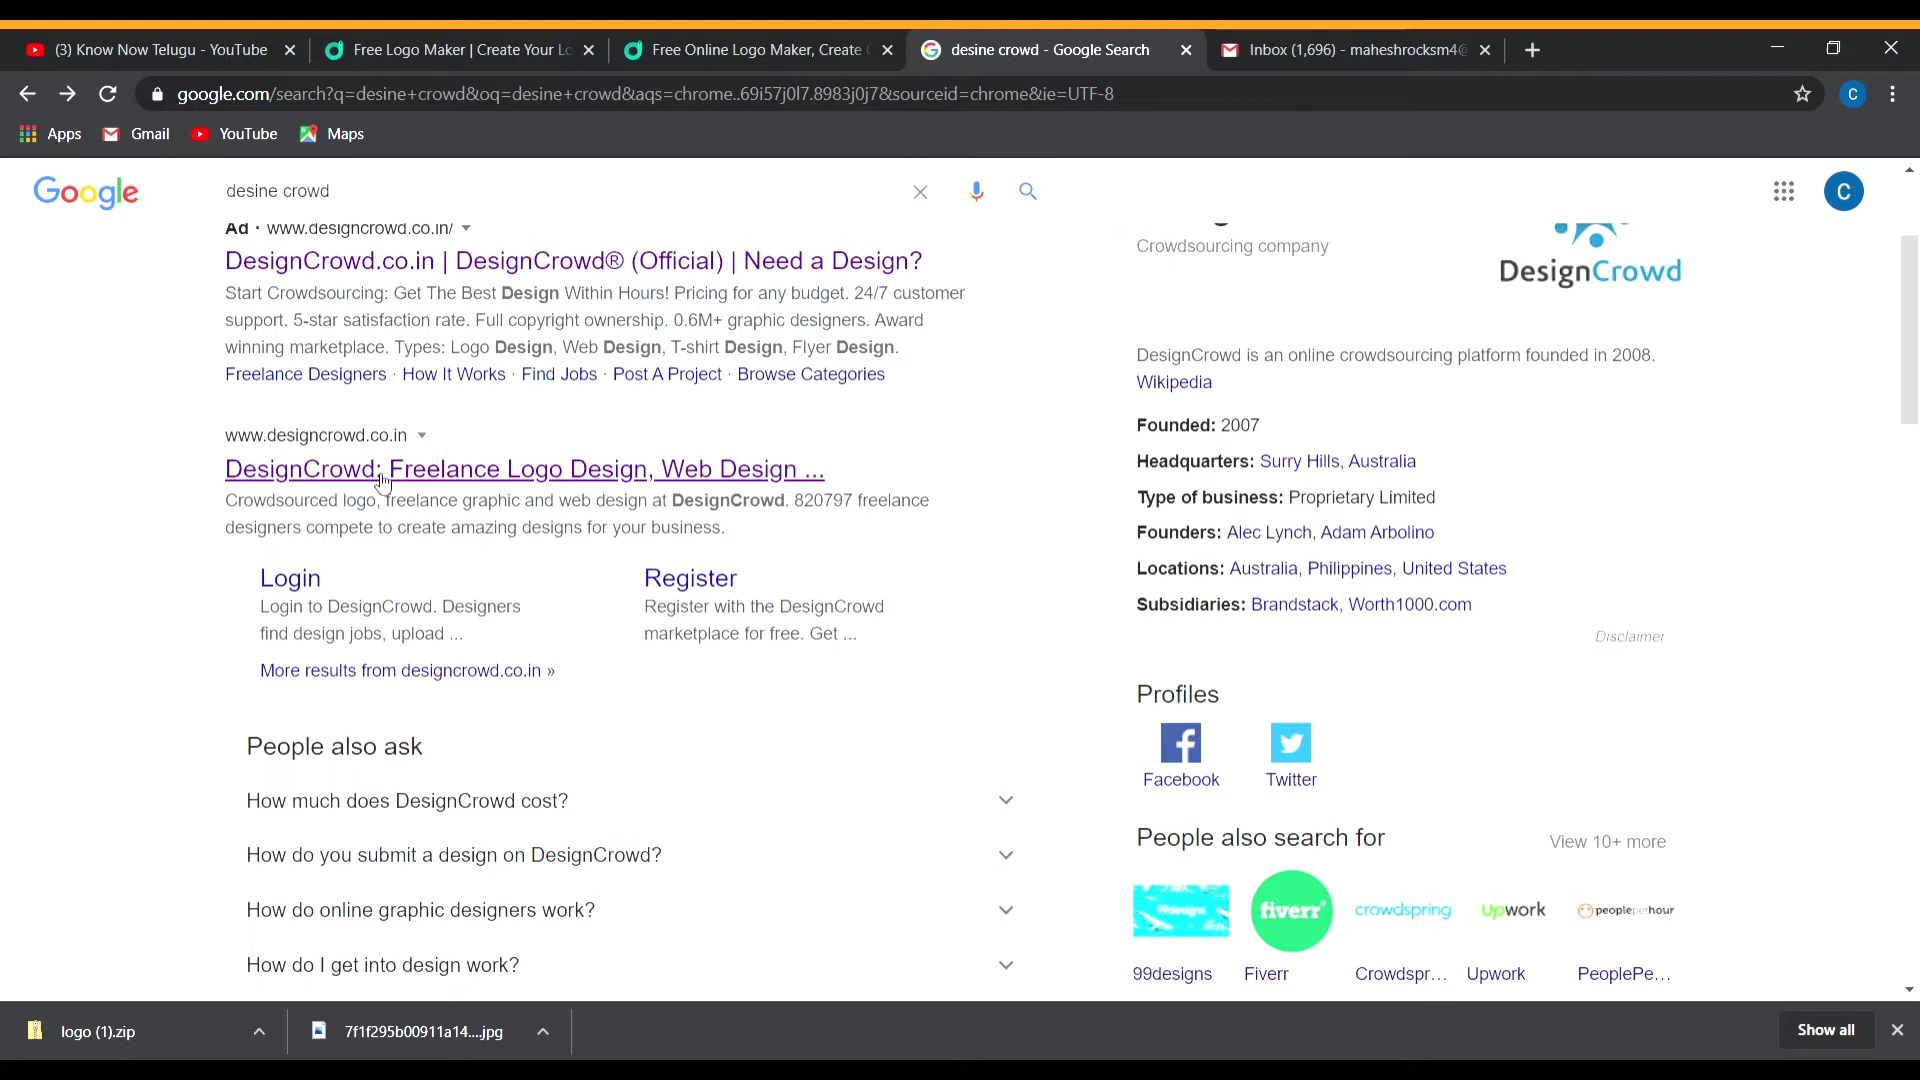 (3) Know Now Telugu - YouTube
Free Logo Maker | Create Your Lo
Free Online Logo Maker, Create
desine crowd - Google Search
Inbox (1,696) - maheshrocksm4@
google.com/search?q=desine+crowd&oq=desine+crowd&aqs=chrome..69i57j0l7.8983j0j7&sourceid=chrome&ie=UTF-8
C
Apps
Gmail
YouTube
Maps
Google
desine crowd
C
Ad · www.designcrowd.co.in/
DesignCrowd.co.in | DesignCrowd® (Official) | Need a Design?
Start Crowdsourcing: Get The Best Design Within Hours! Pricing for any budget. 24/7 customer
support. 5-star satisfaction rate. Full copyright ownership. 0.6M+ graphic designers. Award
winning marketplace. Types: Logo Design, Web Design, T-shirt Design, Flyer Design.
Freelance Designers · How It Works · Find Jobs · Post A Project · Browse Categories
www.designcrowd.co.in
DesignCrowd: Freelance Logo Design, Web Design ...
Crowdsourced logo, freelance graphic and web design at DesignCrowd. 820797 freelance
designers compete to create amazing designs for your business.
Login
Login to DesignCrowd. Designers
find design jobs, upload ...
Register
Register with the DesignCrowd
marketplace for free. Get ...
More results from designcrowd.co.in »
People also ask
How much does DesignCrowd cost?
How do you submit a design on DesignCrowd?
How do online graphic designers work?
How do I get into design work?
Crowdsourcing company
DesignCrowd
DesignCrowd is an online crowdsourcing platform founded in 2008.
Wikipedia
Founded: 2007
Headquarters: Surry Hills, Australia
Type of business: Proprietary Limited
Founders: Alec Lynch, Adam Arbolino
Locations: Australia, Philippines, United States
Subsidiaries: Brandstack, Worth1000.com
Disclaimer
Profiles
Facebook
Twitter
People also search for
View 10+ more
99designs
fiverr
crowdspring
Upwork
peopleperhour
99designs
Fiverr
Crowdspr...
Upwork
PeoplePe...
logo (1).zip
7f1f295b00911a14....jpg
Show all